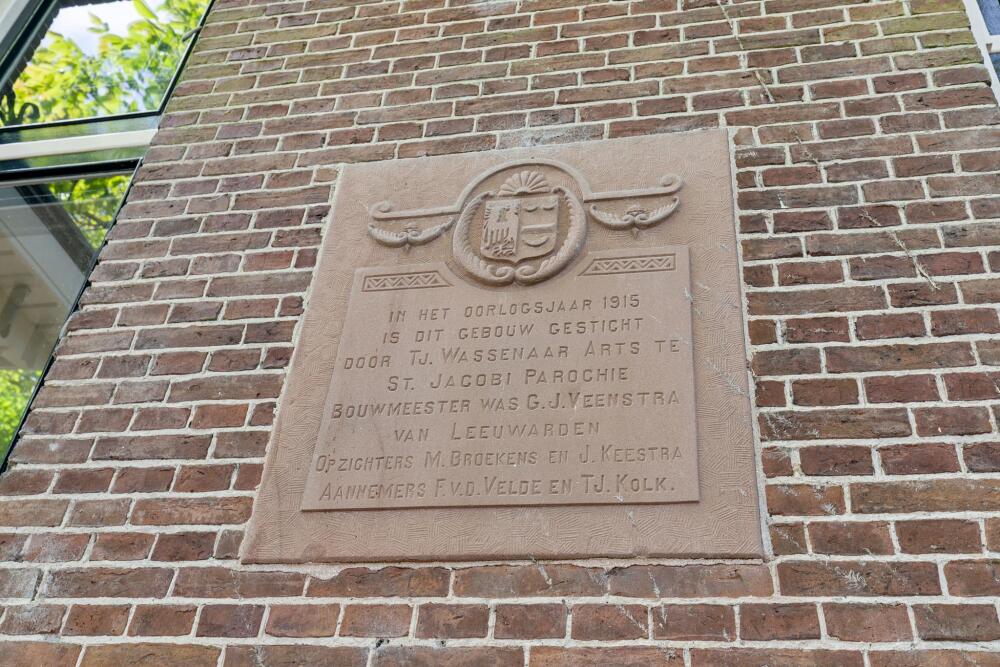 IN HET OORLOGSJAAR 1915
IS DIT GEBOUW GESTICHT
DOOR TJ. WASSENAAR ARTS TE
ST. JACOBI PAROCHIE
BOUWMEESTER WAS G.J. VEENSTRA
VAN LEEUWARDEN
OPZICHTERS M. BROEKENS EN J. KEESTRA
AANNEMERS F.V.D. VELDE EN TJ. KOLK.